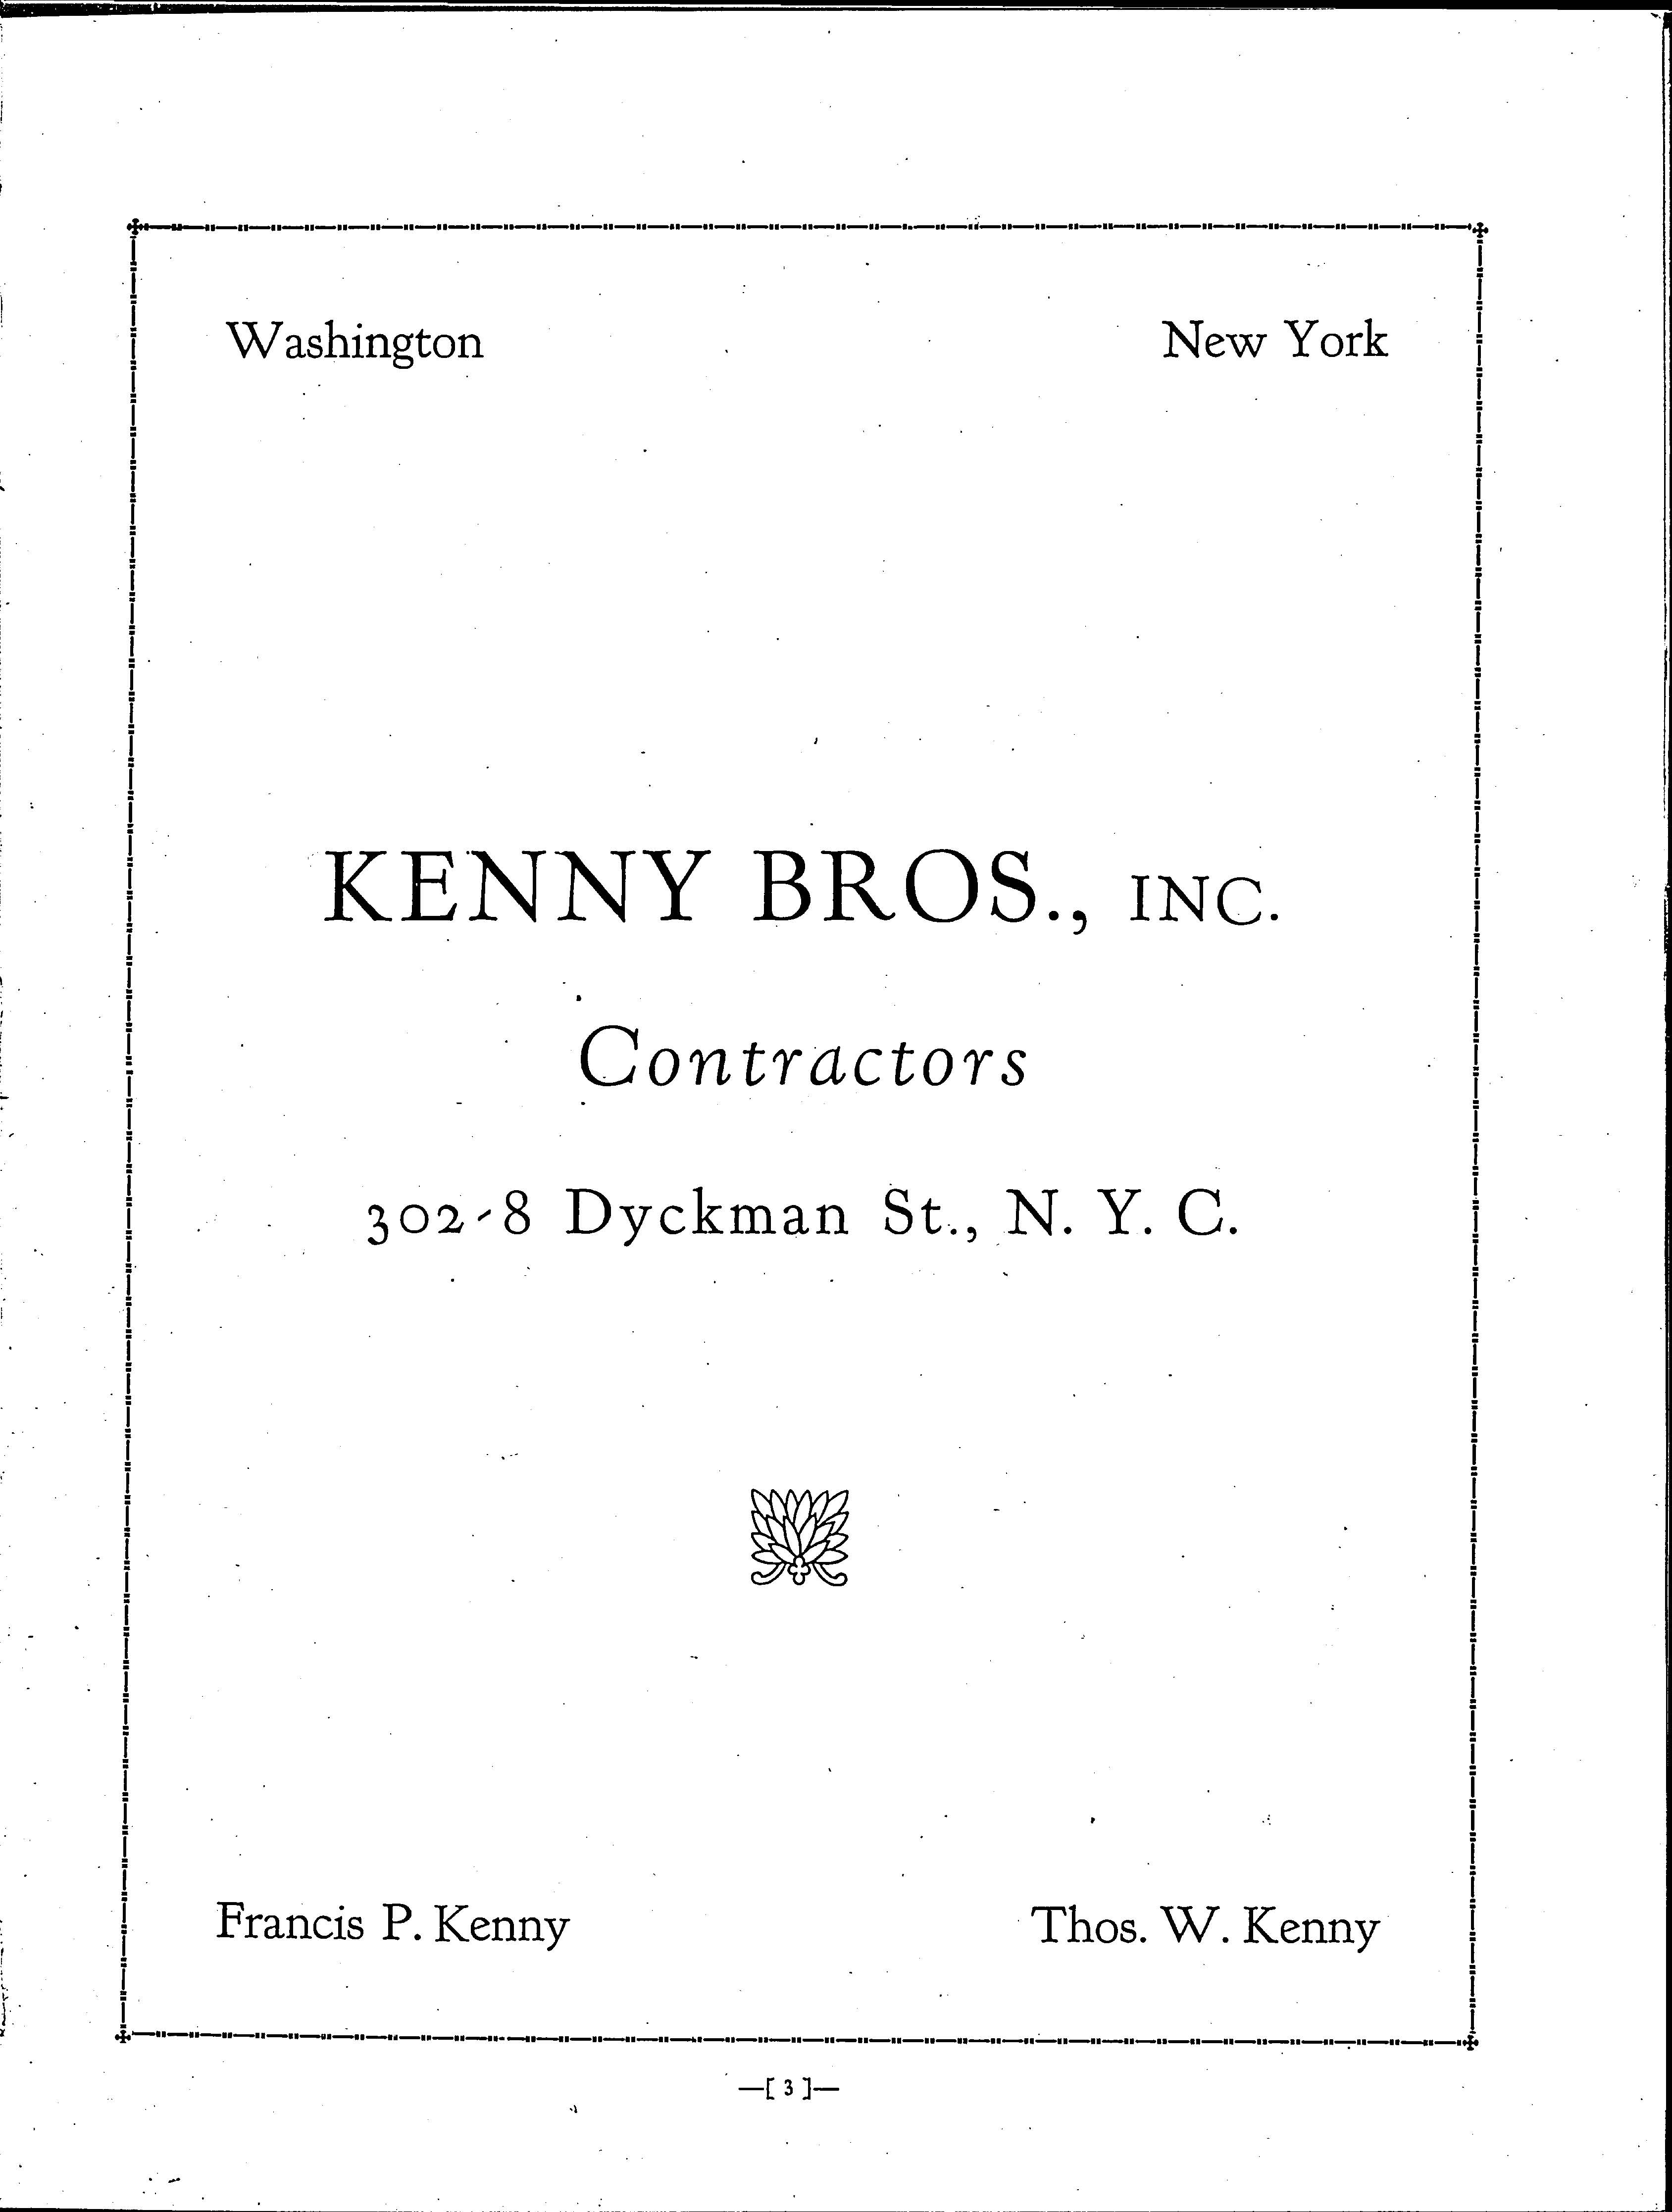 Washington New York
KENNY BROS., INC.
Contractors
302-8 Dyckman St., N. Y. C.
Francis P. Kenny Thos. W. Kenny
—[ 3 ]—